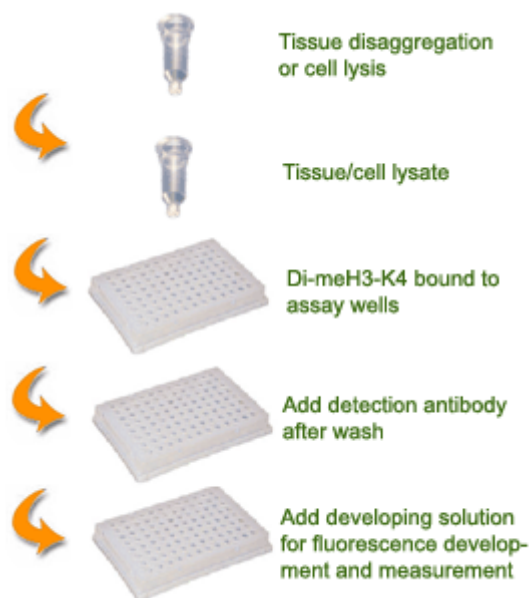 Tissue disaggregation
or cell lysis
Tissue/cell lysate
Di-meH3-K4 bound to
assay wells
Add detection antibody
after wash
Add developing solution
for fluorescence develop-
ment and measurement